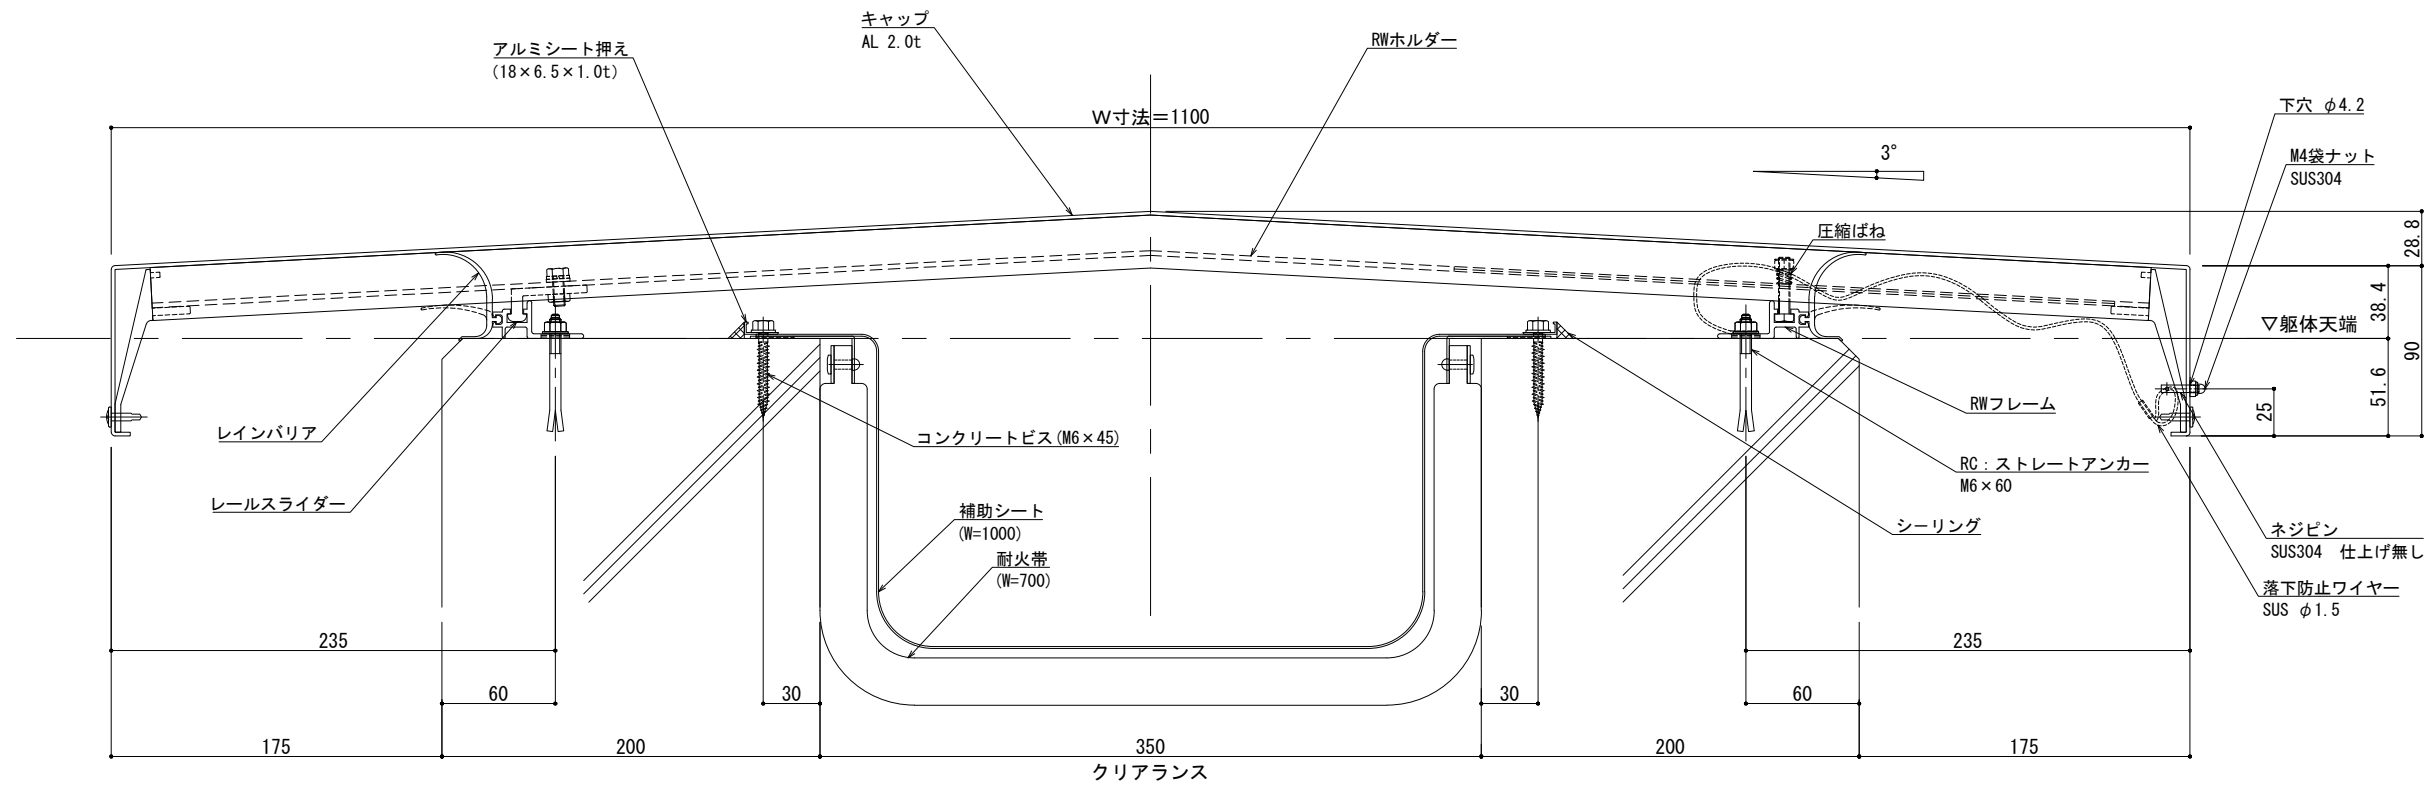 キャップ
AL 2.0t
アルミシート押え
(18×6.5×1.0t)
RWホルダー
W寸法=1100
下穴 φ4.2
3°
M4袋ナット
SUS304
28.8
圧縮ばね
38.4
▽躯体天端
90
51.6
25
RWフレーム
レインバリア
コンクリートビス(M6×45)
RC:ストレートアンカー
M6×60
レールスライダー
補助シート
(W=1000)
シーリング
ネジピン
SUS304 仕上げ無し
耐火帯
(W=700)
落下防止ワイヤー
SUS φ1.5
235
235
60
30
30
60
175
200
350
200
175
クリアランス